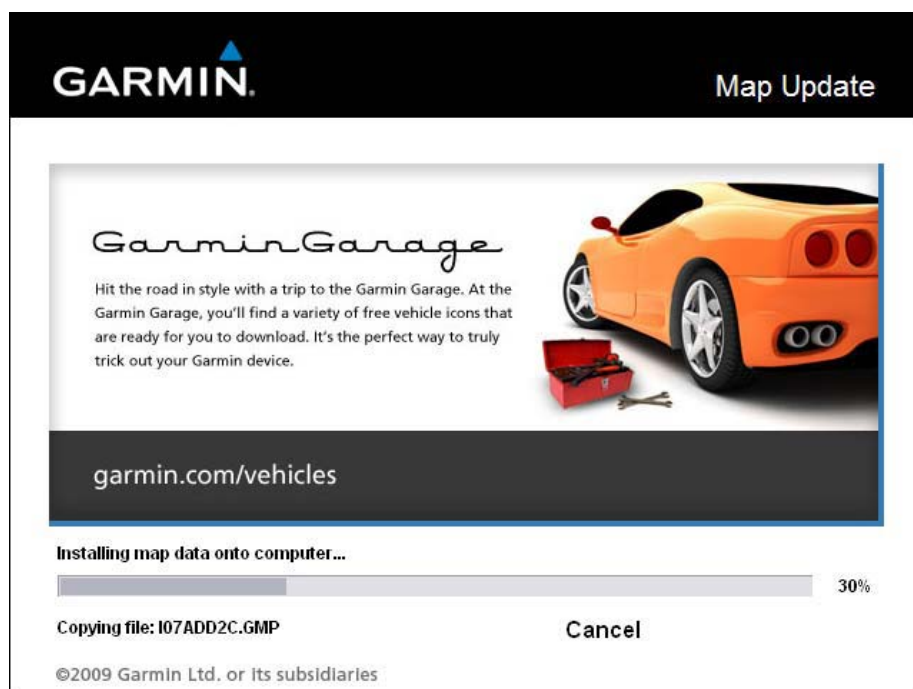 GARMIN.
Map Update
GarminGarage
Hit the road in style with a trip to the Garmin Garage. At the
Garmin Garage, you'll find a variety of free vehicle icons that
are ready for you to download. It's the perfect way to truly
trick out your Garmin device.
garmin.com/vehicles
Installing map data onto computer...
30%
Copying file: I07ADD2C.GMP
Cancel
©2009 Garmin Ltd. or its subsidiaries